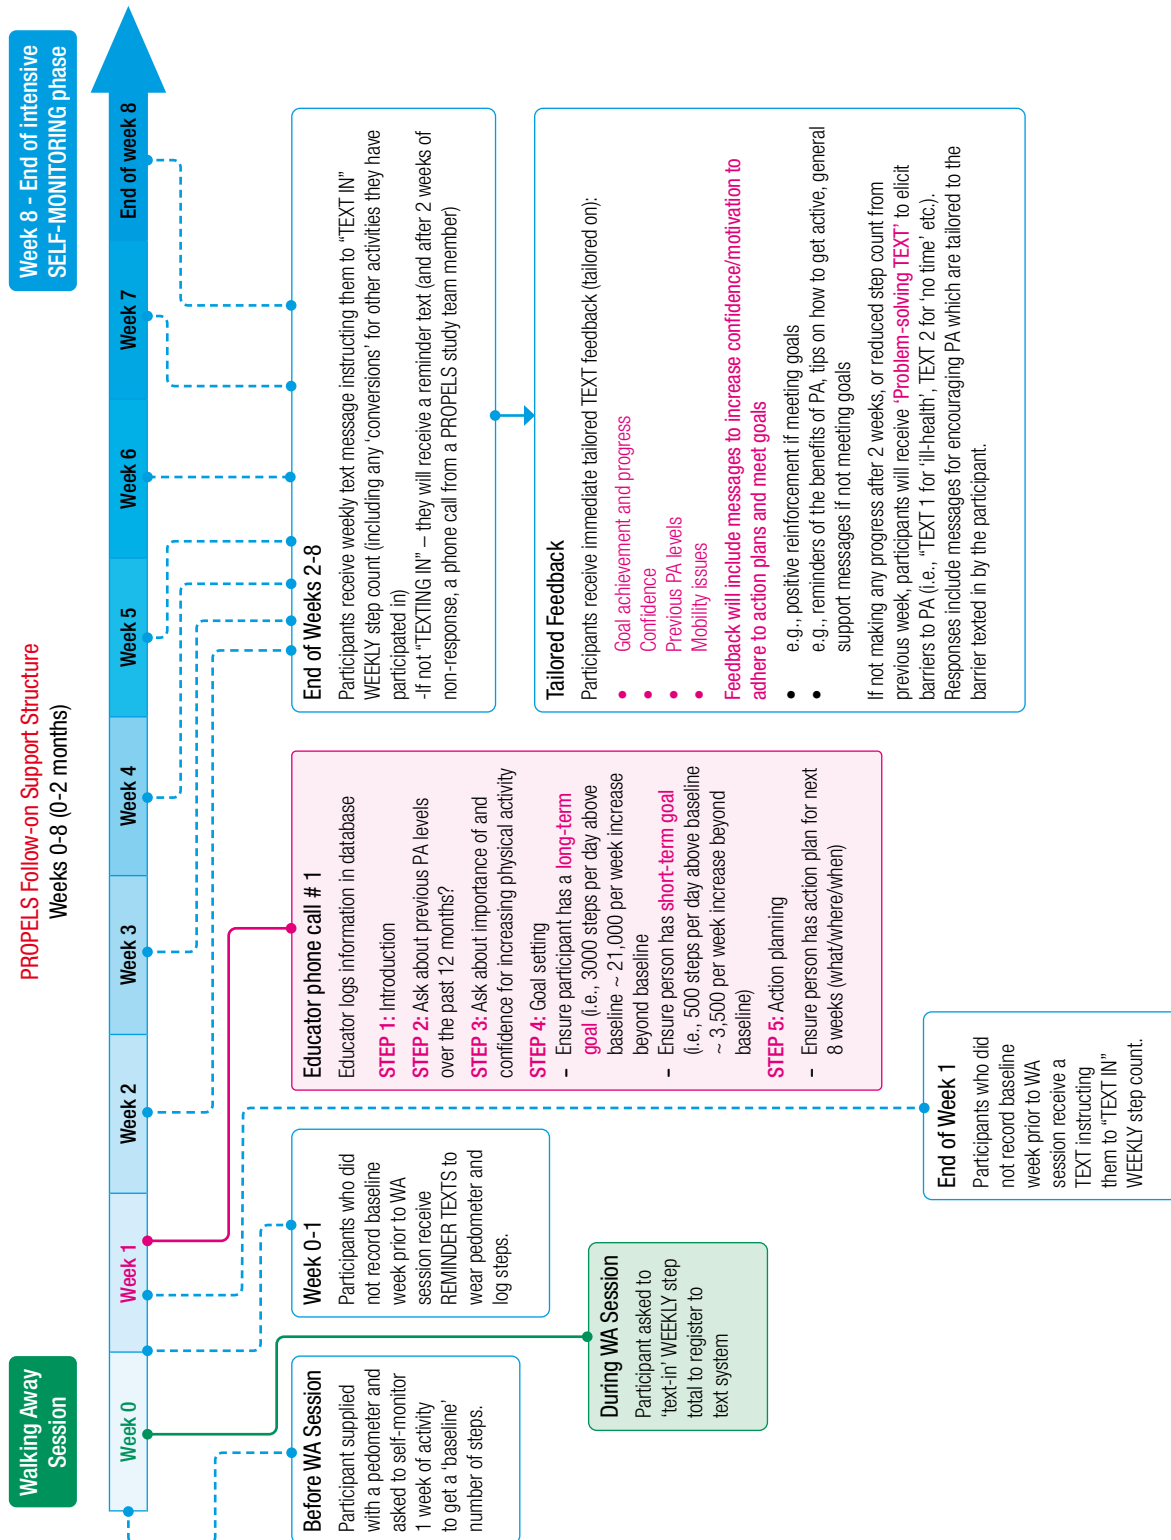 PROPELS Follow-on Support Structure
Weeks 0-8 (0-2 months)
Walking Away
Session
Week 8 - End of intensive
SELF-MONITORING phase
Week 0
Week 1
Week 2
Week 3
Week 4
Week 5
Week 6
Week 7
End of week 8
Before WA Session
Participant supplied
with a pedometer and
asked to self-monitor
1 week of activity
to get a ‘baseline’
number of steps.
Week 0-1
Participants who did
not record baseline
week prior to WA
session receive
REMINDER TEXTS to
wear pedometer and
log steps.
During WA Session
Participant asked to
‘text-in’ WEEKLY step
total to register to
text system
Educator phone call # 1
Educator logs information in database
STEP 1: Introduction
STEP 2: Ask about previous PA levels
over the past 12 months?
STEP 3: Ask about importance of and
confidence for increasing physical activity
STEP 4: Goal setting
– Ensure participant has a long-term
goal (i.e., 3000 steps per day above
baseline ~ 21,000 per week increase
beyond baseline
– Ensure person has short-term goal
(i.e., 500 steps per day above baseline
~ 3,500 per week increase beyond
baseline)
STEP 5: Action planning
– Ensure person has action plan for next
8 weeks (what/where/when)
End of Week 1
Participants who did
not record baseline
week prior to WA
session receive a
TEXT instructing
them to “TEXT IN”
WEEKLY step count.
End of Weeks 2-8
Participants receive weekly text message instructing them to “TEXT IN”
WEEKLY step count (including any ‘conversions’ for other activities they have
participated in)
-If not “TEXTING IN” – they will receive a reminder text (and after 2 weeks of
non-response, a phone call from a PROPELS study team member)
Tailored Feedback
Participants receive immediate tailored TEXT feedback (tailored on):
• Goal achievement and progress
• Confidence
• Previous PA levels
• Mobility issues
Feedback will include messages to increase confidence/motivation to
adhere to action plans and meet goals
• e.g., positive reinforcement if meeting goals
• e.g., reminders of the benefits of PA, tips on how to get active, general
support messages if not meeting goals
If not making any progress after 2 weeks, or reduced step count from
previous week, participants will receive ‘Problem-solving TEXT’ to elicit
barriers to PA (i.e., “TEXT 1 for ‘ill-health’, TEXT 2 for ‘no time’ etc.).
Responses include messages for encouraging PA which are tailored to the
barrier texted in by the participant.